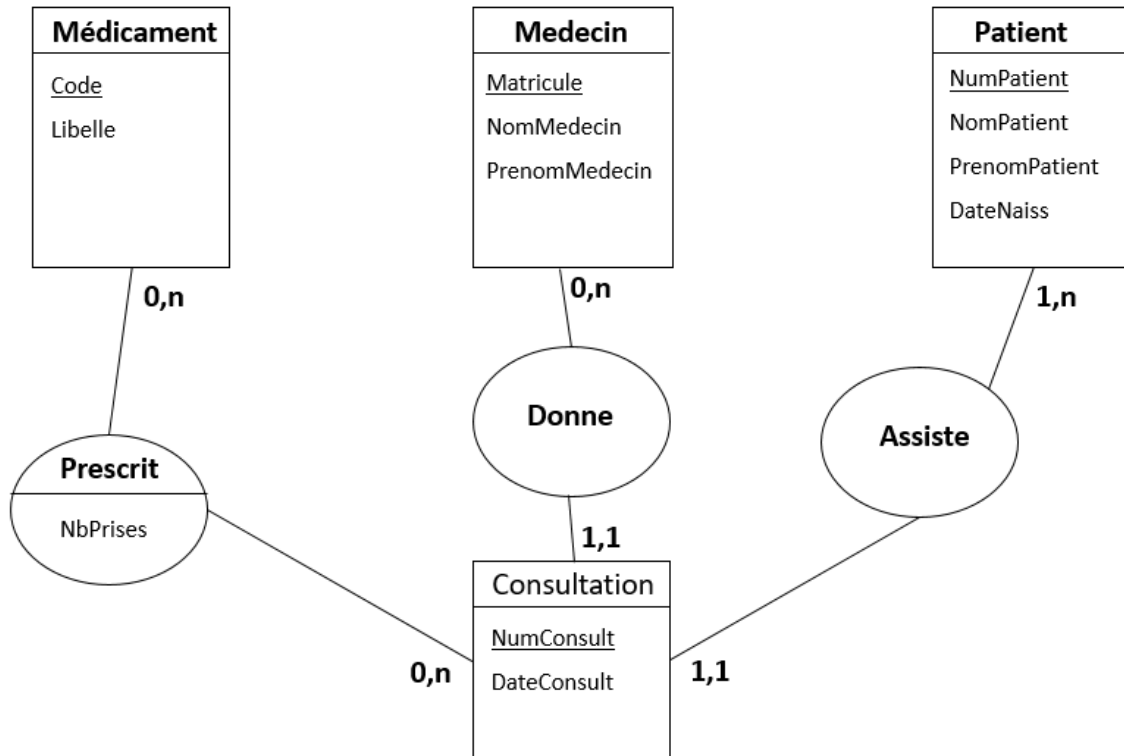 Médicament
Code
Libelle
Medecin
Matricule
NomMedecin
PrenomMedecin
Patient
NumPatient
NomPatient
PrenomPatient
DateNaiss
0,n
0,n
1,n
Prescrit
NbPrises
Donne
Assiste
1,1
Consultation
NumConsult
DateConsult
0,n
1,1